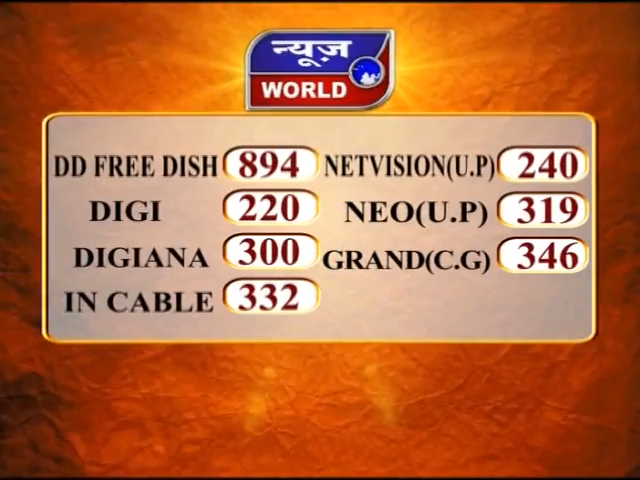 न्यूज़
WORLD
DD FREE DISH 894 NETVISION(U.P) 240
DIGI 220 NEO(U.P) 319
DIGIANA 300 GRAND(C.G) 346
IN CABLE 332